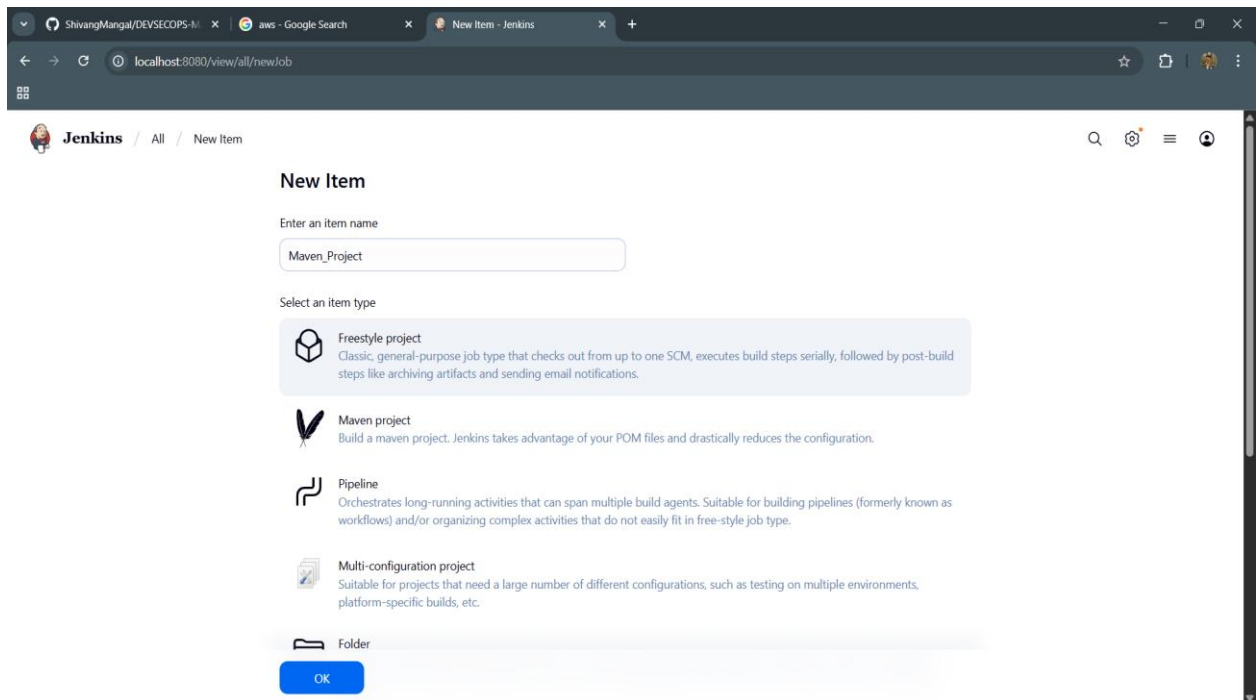 ShivangMangal/DEVSECOPS-M
aws - Google Search
New Item - Jenkins
localhost:8080/view/all/newJob
Jenkins / All / New Item
New Item
Enter an item name
Maven_Project
Select an item type
Freestyle project
Classic, general-purpose job type that checks out from up to one SCM, executes build steps serially, followed by post-build
steps like archiving artifacts and sending email notifications.
Maven project
Build a maven project. Jenkins takes advantage of your POM files and drastically reduces the configuration.
Pipeline
Orchestrates long-running activities that can span multiple build agents. Suitable for building pipelines (formerly known as
workflows) and/or organizing complex activities that do not easily fit in free-style job type.
Multi-configuration project
Suitable for projects that need a large number of different configurations, such as testing on multiple environments,
platform-specific builds, etc.
Folder
OK